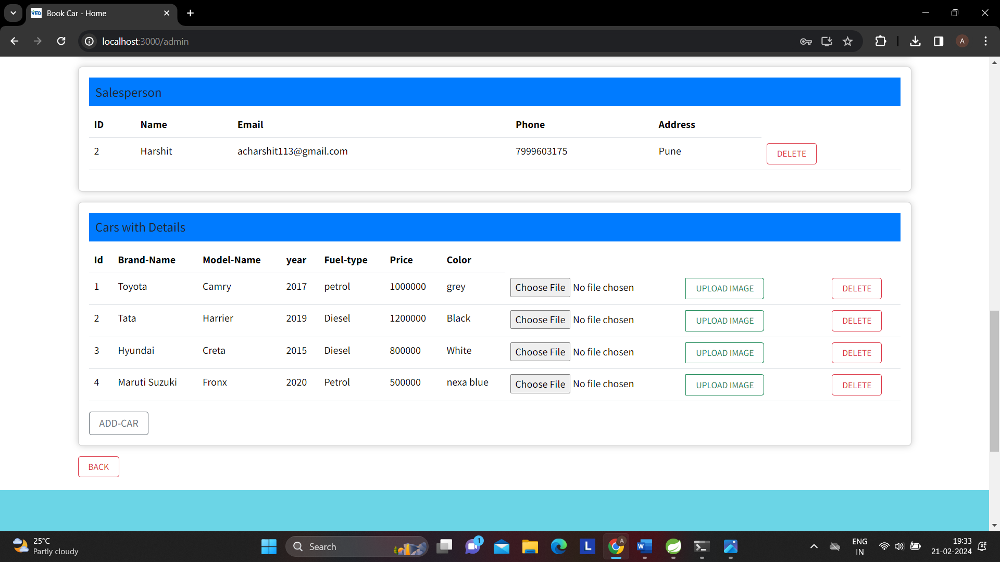 vms Book Car - Home
localhost:3000/admin
A
Salesperson
ID Name Email Phone Address
2 Harshit acharshit113@gmail.com 7999603175 Pune DELETE
Cars with Details
Id Brand-Name Model-Name year Fuel-type Price Color
1 Toyota Camry 2017 petrol 1000000 grey Choose File No file chosen UPLOAD IMAGE DELETE
2 Tata Harrier 2019 Diesel 1200000 Black Choose File No file chosen UPLOAD IMAGE DELETE
3 Hyundai Creta 2015 Diesel 800000 White Choose File No file chosen UPLOAD IMAGE DELETE
4 Maruti Suzuki Fronx 2020 Petrol 500000 nexa blue Choose File No file chosen UPLOAD IMAGE DELETE
ADD-CAR
BACK
25°C
Partly cloudy
Search
1
L
A
W
ENG
IN
19:33
21-02-2024